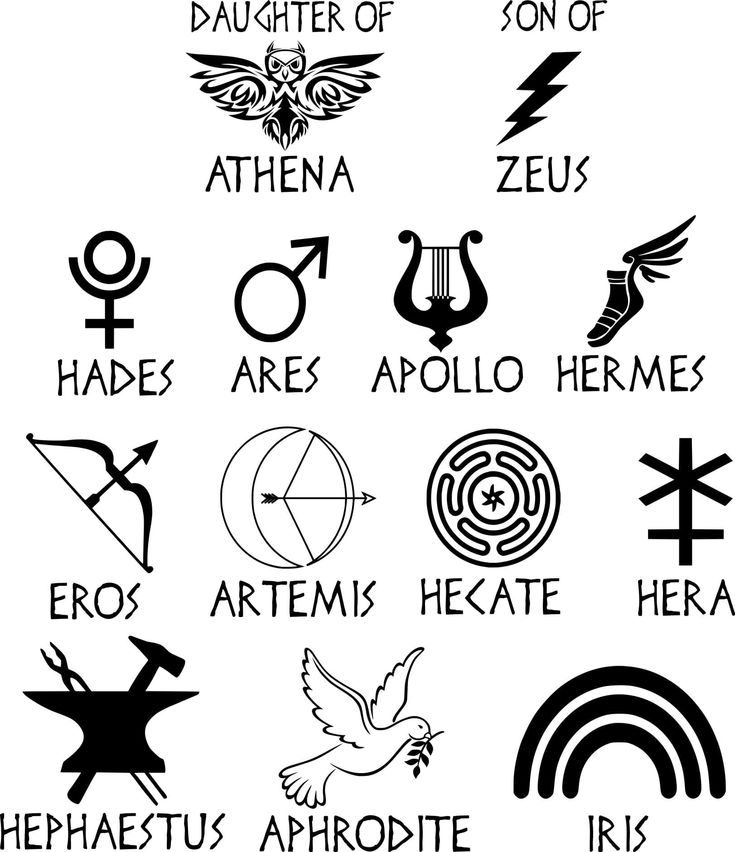 DAUGHTER OF SON OF
ATHENA ZEUS
HADES ARES APOLLO HERMES
EROS ARTEMIS HECATE HERA
HEPHAESTUS APHRODITE IRIS